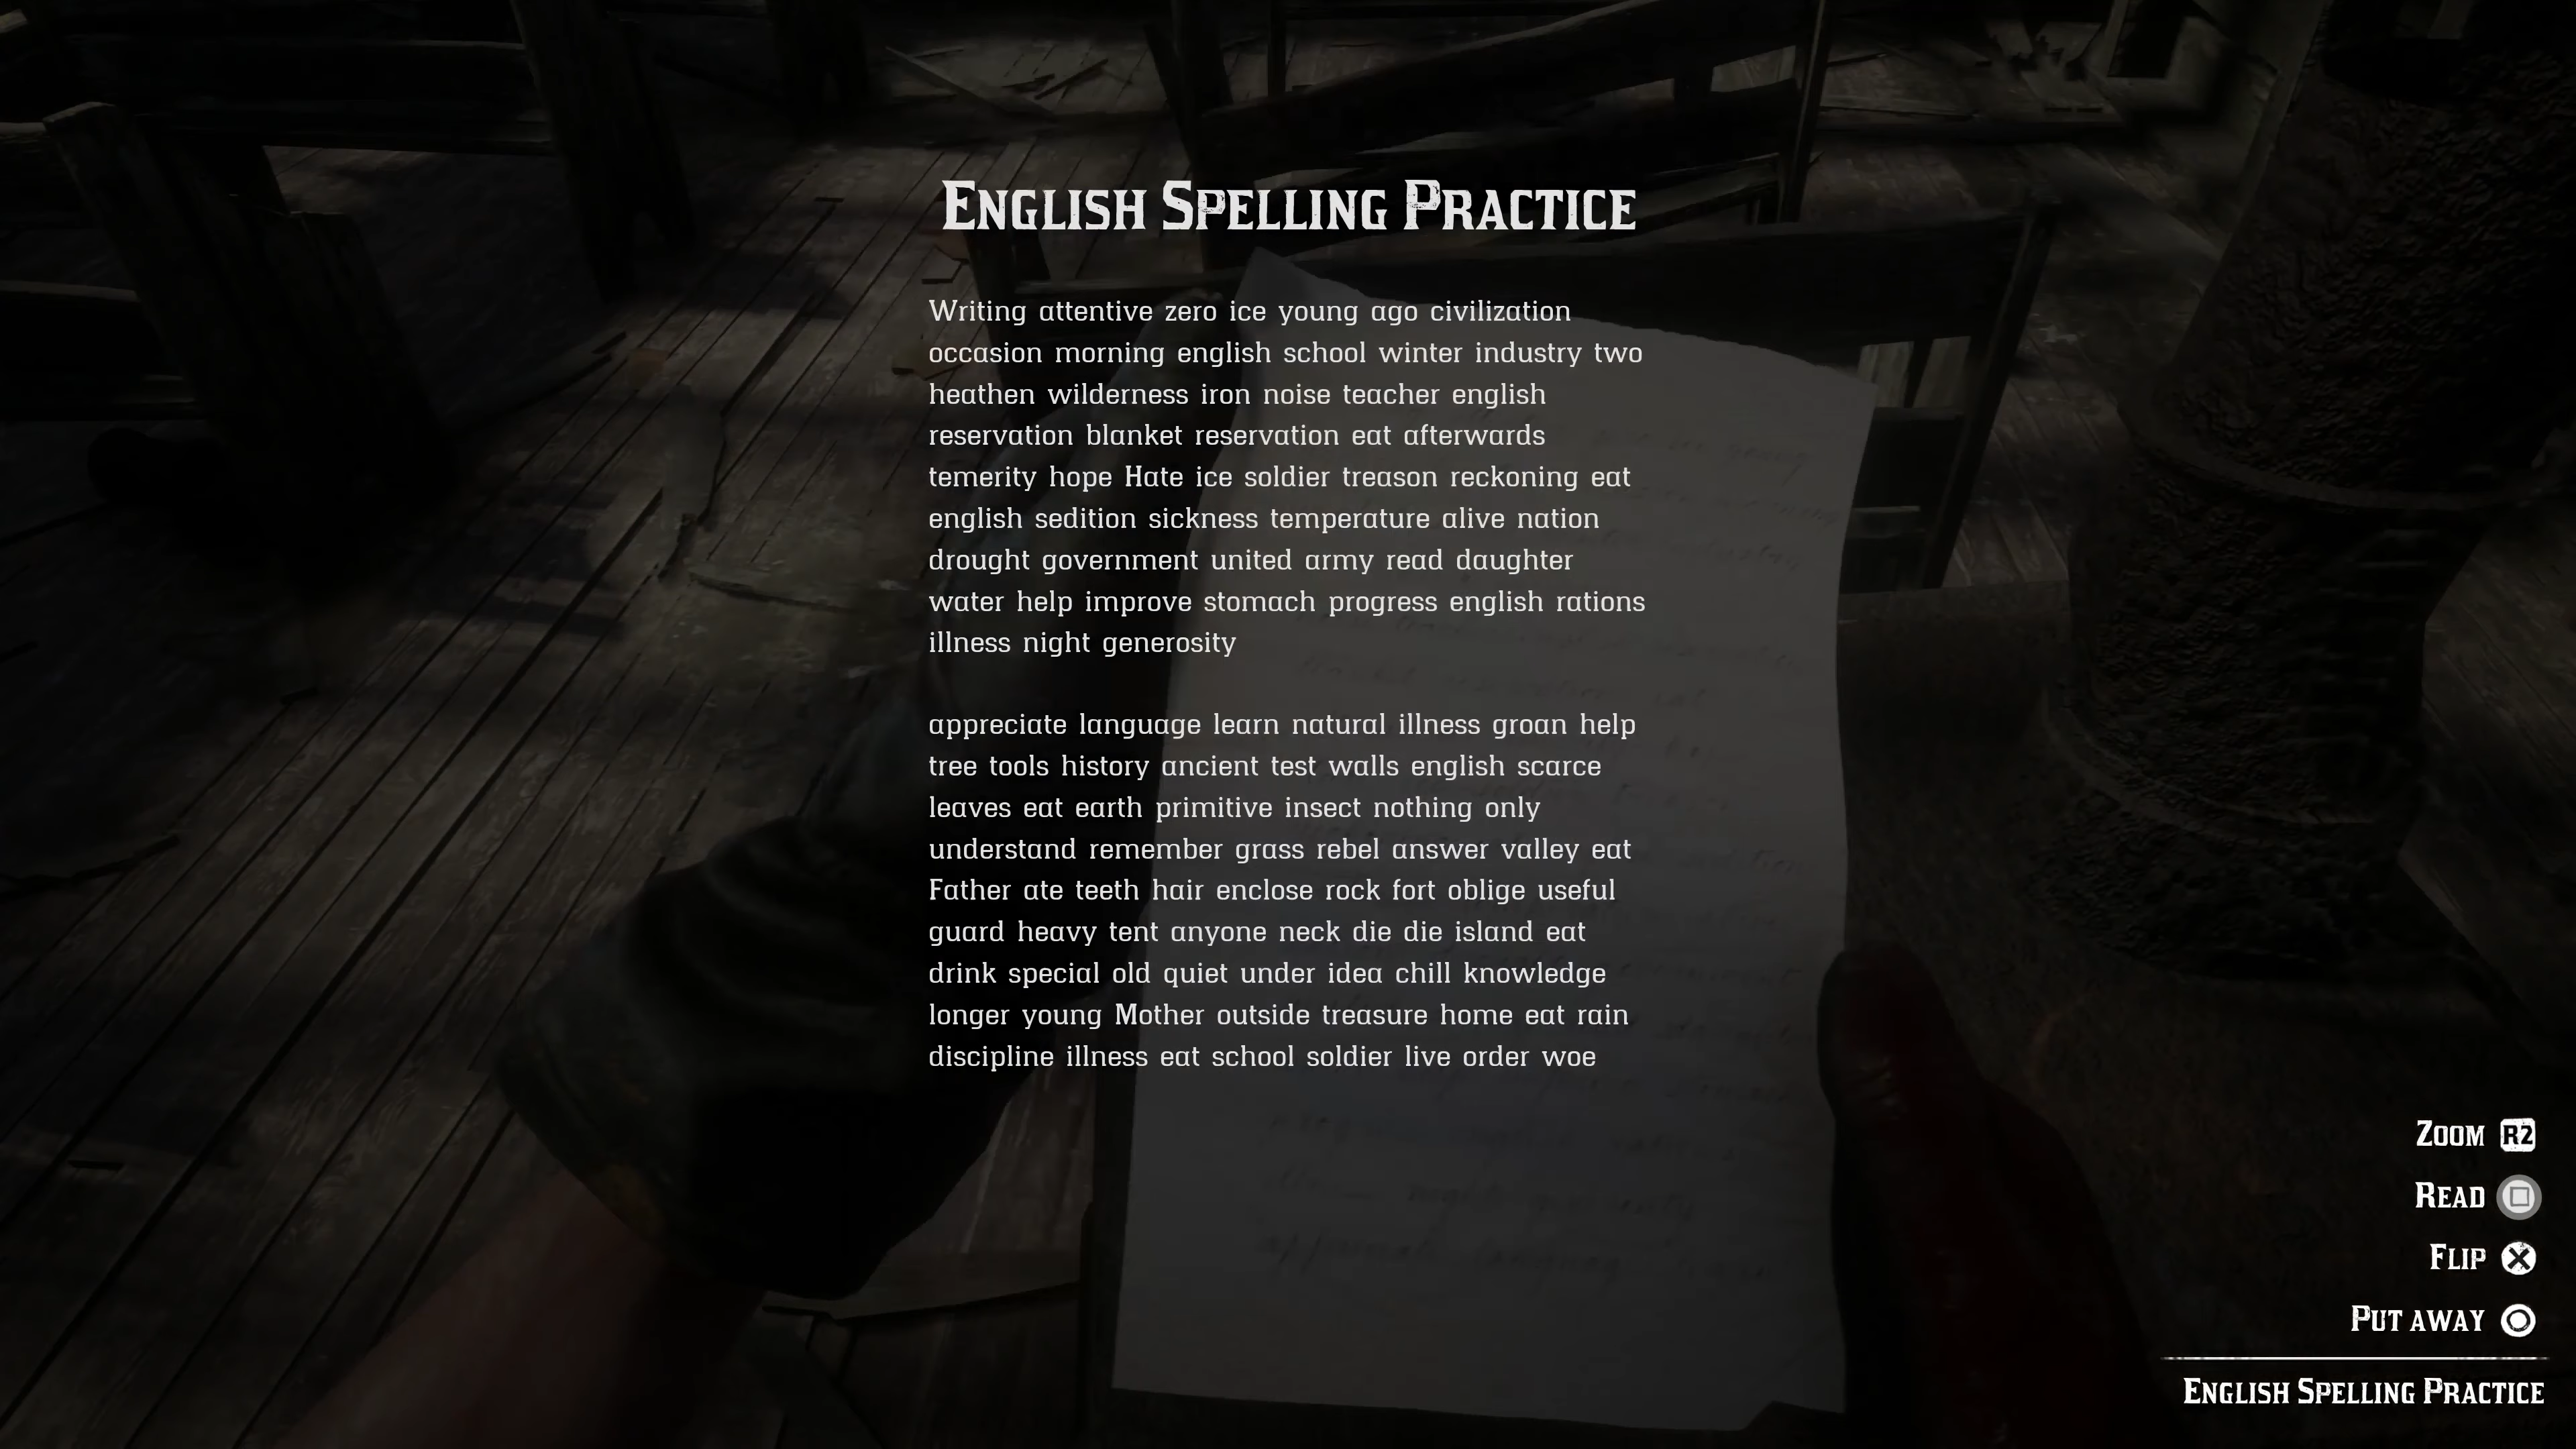 English Spelling Practice
Writing attentive zero ice young ago civilization
occasion morning english school winter industry two
heathen wilderness iron noise teacher english
reservation blanket reservation eat afterwards
temerity hope Hate ice soldier treason reckoning eat
english sedition sickness temperature alive nation
drought government united army read daughter
water help improve stomach progress english rations
illness night generosity
appreciate language learn natural illness groan help
tree tools history ancient test walls english scarce
leaves eat earth primitive insect nothing only
understand remember grass rebel answer valley eat
Father ate teeth hair enclose rock fort oblige useful
guard heavy tent anyone neck die die island eat
drink special old quiet under idea chill knowledge
longer young Mother outside treasure home eat rain
discipline illness eat school soldier live order woe
Zoom R2
Read
Flip
Put away
English Spelling Practice